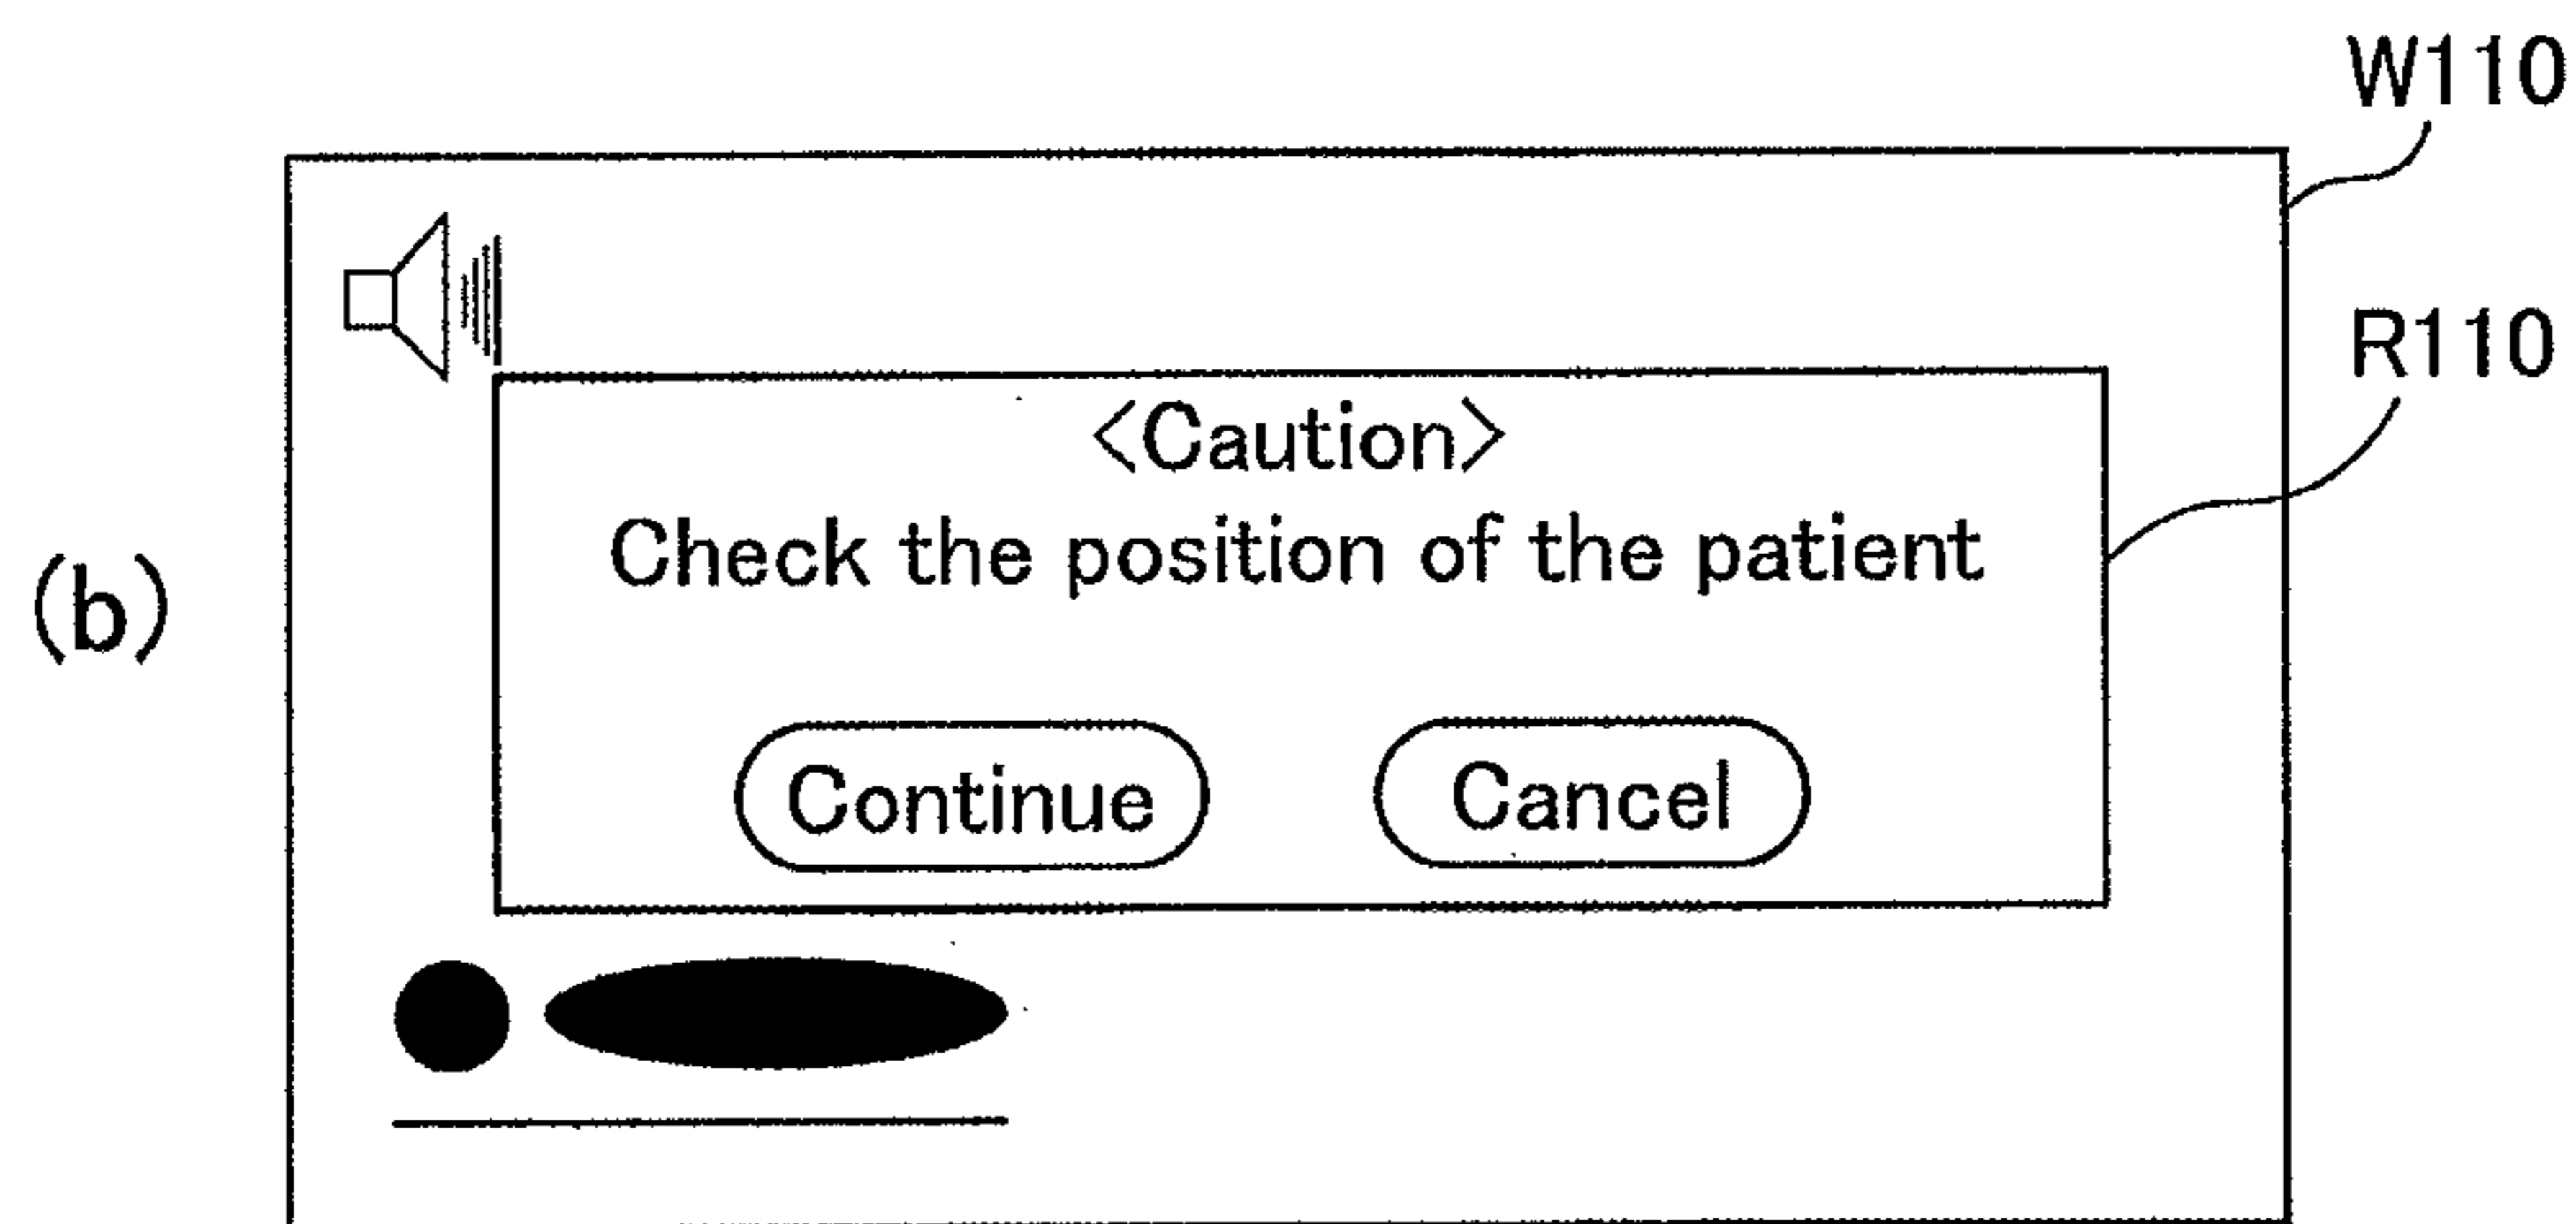 W110
R110
<Caution>
Check the position of the patient
(b)
Continue
Cancel